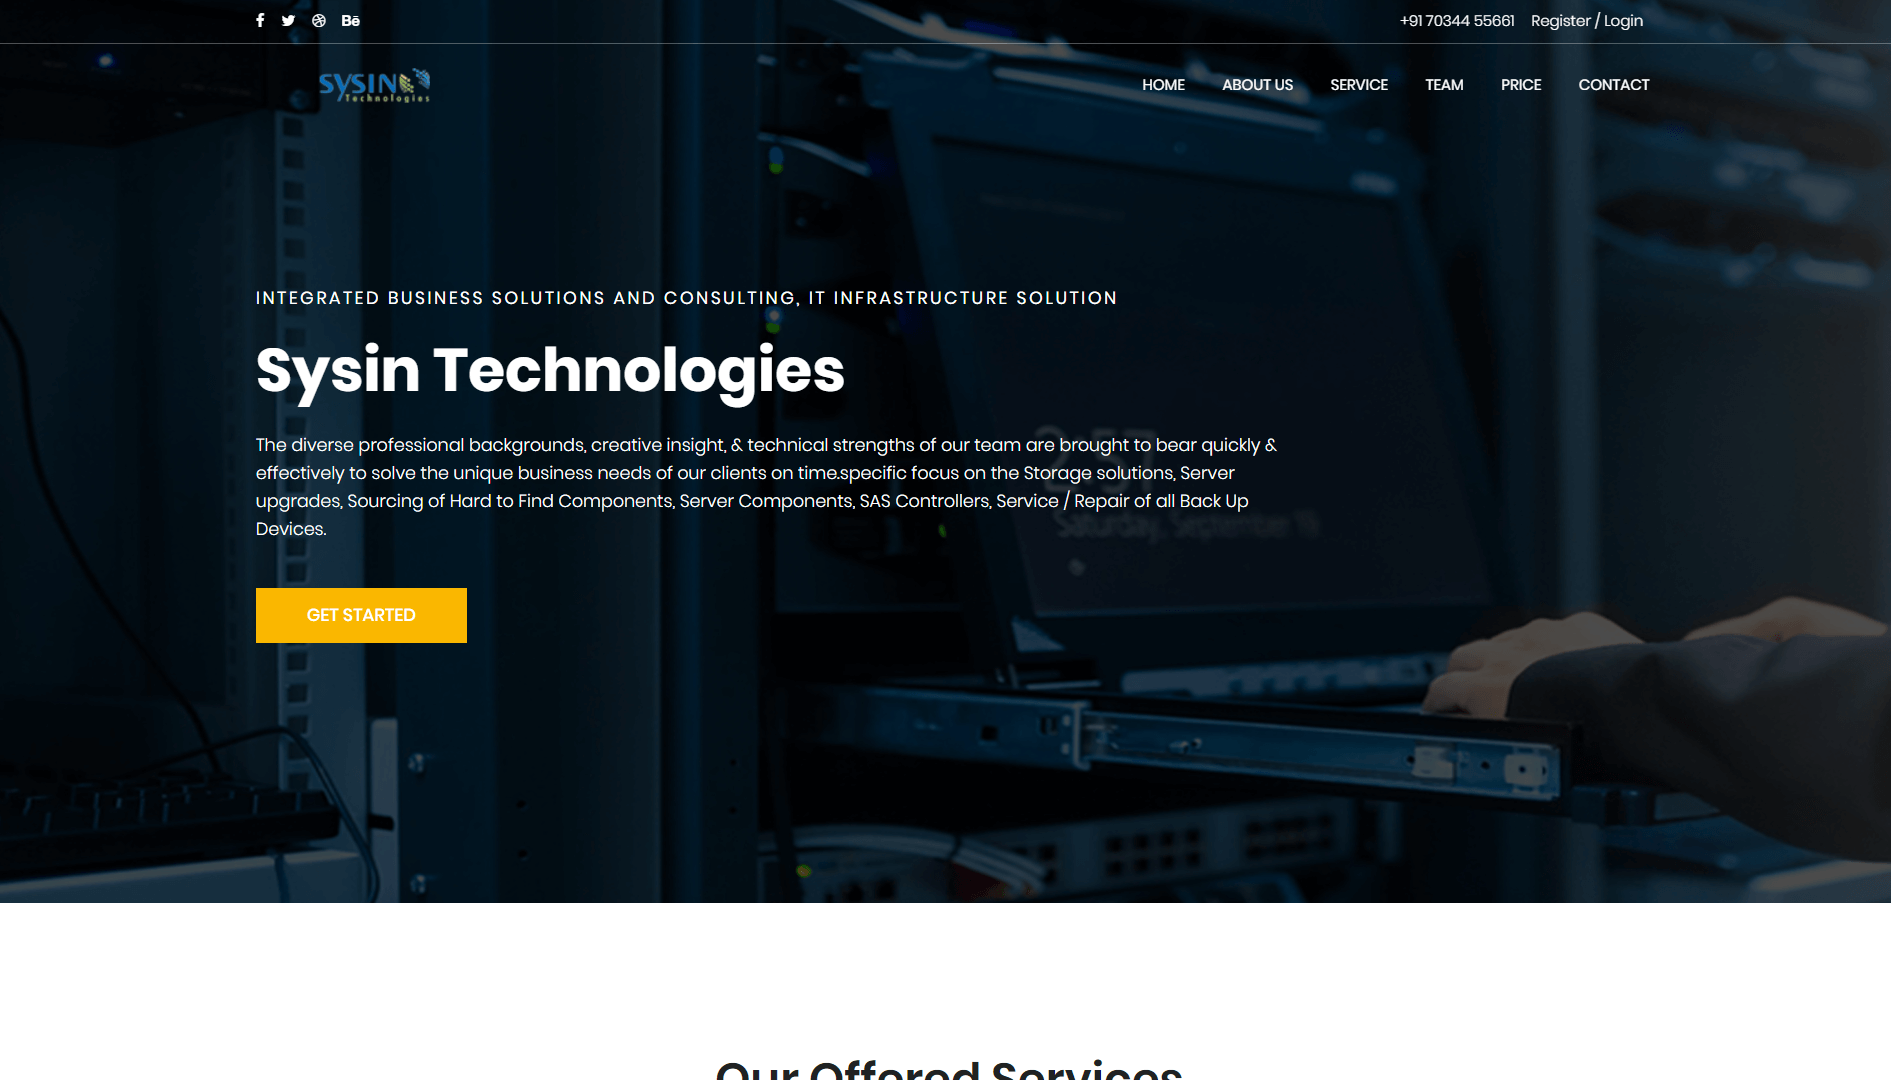 +91 70344 55661 Register / Login
SYSIN
Technologies
HOME ABOUT US SERVICE TEAM PRICE CONTACT
INTEGRATED BUSINESS SOLUTIONS AND CONSULTING, IT INFRASTRUCTURE SOLUTION
Sysin Technologies
The diverse professional backgrounds, creative insight, & technical strengths of our team are brought to bear quickly &
effectively to solve the unique business needs of our clients on time.specific focus on the Storage solutions, Server
upgrades, Sourcing of Hard to Find Components, Server Components, SAS Controllers, Service / Repair of all Back Up
Devices.
2:57
Saturday, September
GET STARTED
Our Offered Services